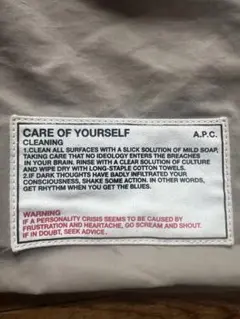 CARE OF YOURSELF A.P.C.
CLEANING
1.CLEAN ALL SURFACES WITH A SLICK SOLUTION OF MILD SOAP,
TAKING CARE THAT NO IDEOLOGY ENTERS THE BREACHES
IN YOUR BRAIN. RINSE WITH A CLEAR SOLUTION OF CULTURE
AND WIPE DRY WITH LONG-STAPLE COTTON TOWELS.
2.IF DARK THOUGHTS HAVE BADLY INFILTRATED YOUR
CONSCIOUSNESS, SHAKE SOME ACTION. IN OTHER WORDS,
GET RHYTHM WHEN YOU GET THE BLUES.
WARNING
IF A PERSONALITY CRISIS SEEMS TO BE CAUSED BY
FRUSTRATION AND HEARTACHE, GO SCREAM AND SHOUT.
IF IN DOUBT, SEEK ADVICE.